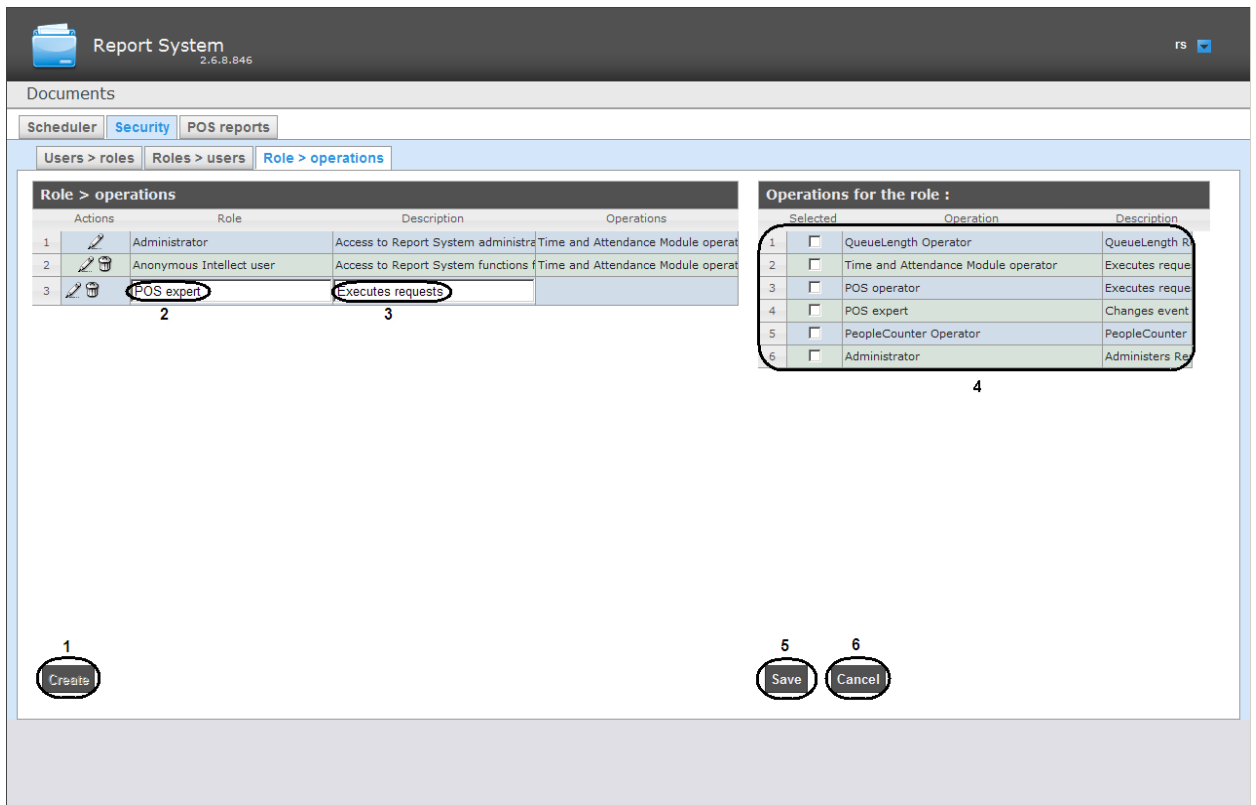 Report System
2.6.8.846
rs
Documents
Scheduler Security POS reports
Users > roles Roles > users Role > operations
Role > operations
Actions Role Description Operations
1 Administrator Access to Report System administra Time and Attendance Module operat
2 Anonymous Intellect user Access to Report System functions f Time and Attendance Module operat
3 POS expert Executes requests
2 3
Operations for the role :
Selected Operation Description
1 QueueLength Operator QueueLength R
2 Time and Attendance Module operator Executes reque
3 POS operator Executes reque
4 POS expert Changes event
5 PeopleCounter Operator PeopleCounter
6 Administrator Administers Re
4
1
Create
5 6
Save Cancel